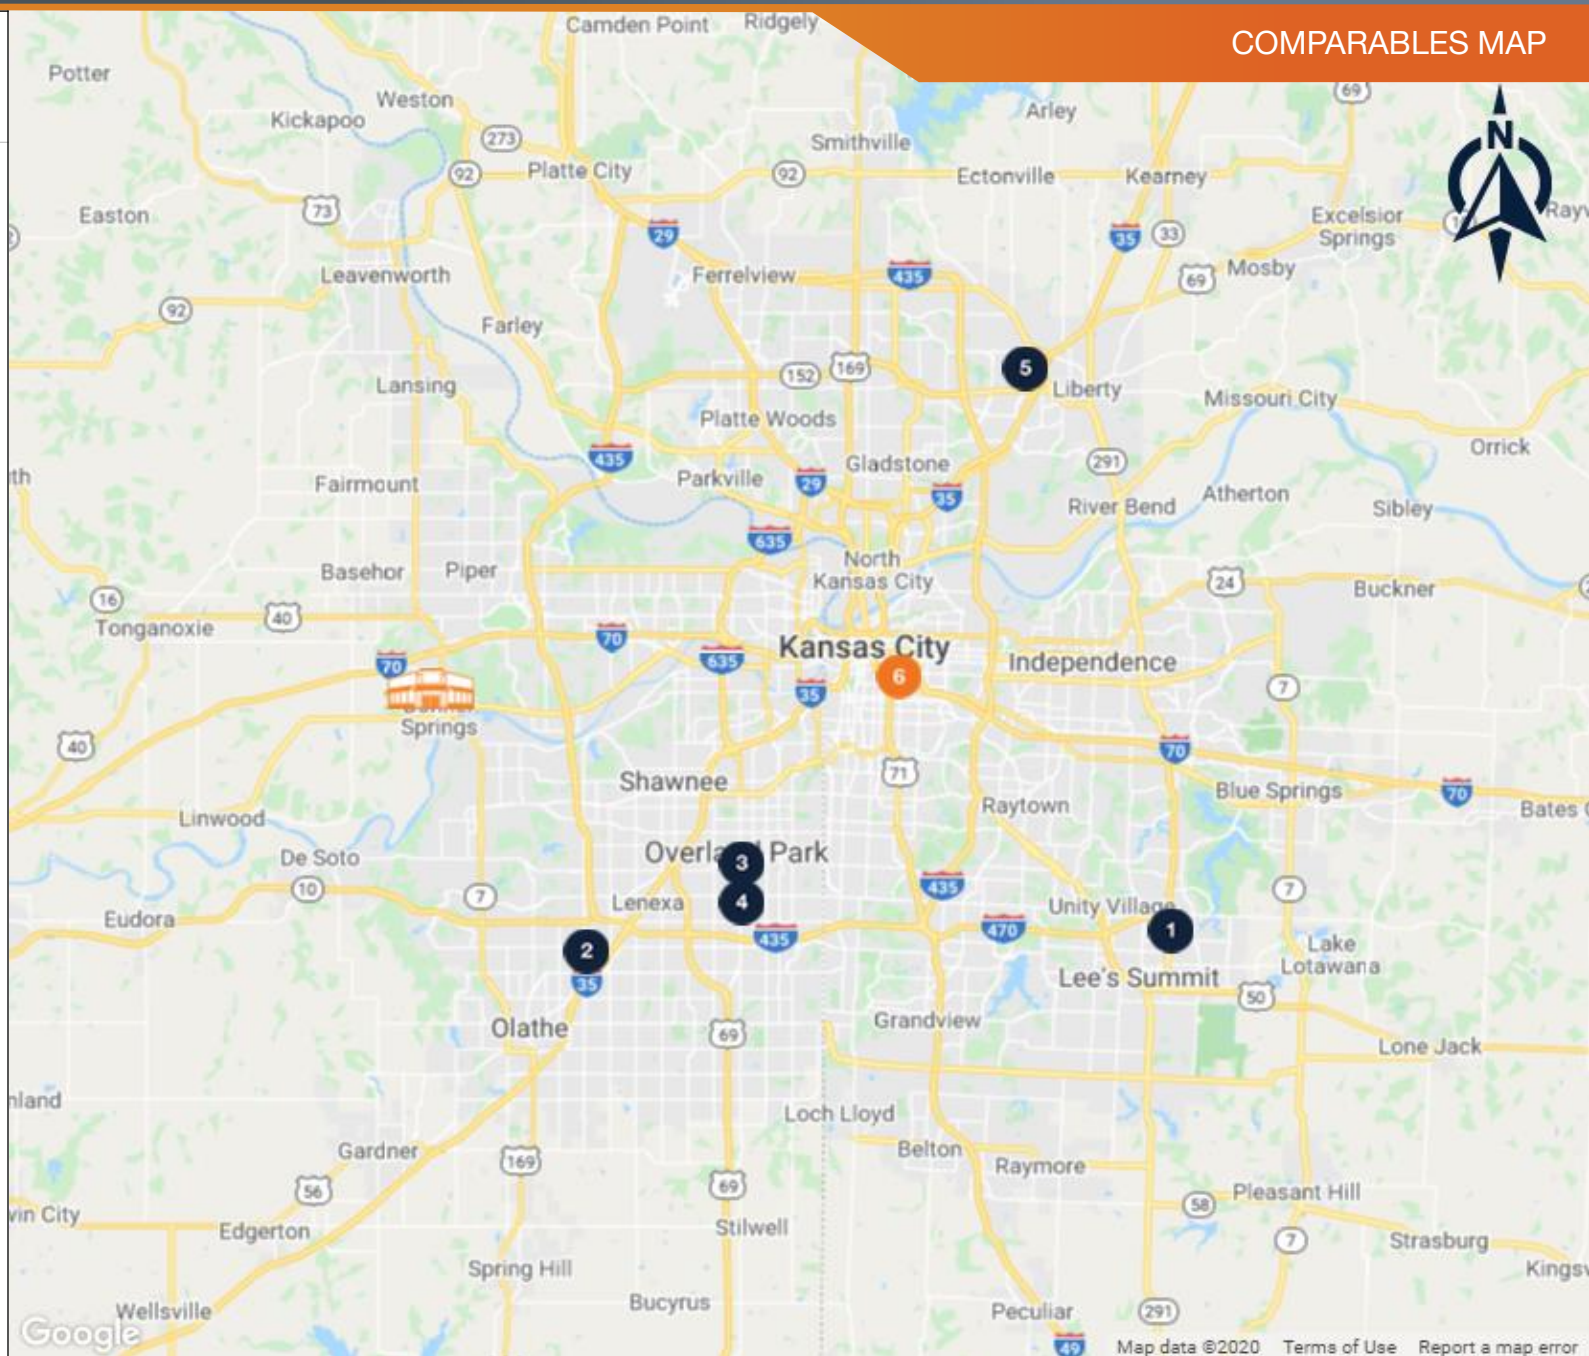 COMPARABLES MAP
Camden Point
Ridgely
Potter
69
Weston
Arley
Kickapoo
N
273
Smithville
92
Platte City
92
Ectonville
Kearney
73
Easton
Excelsior
Springs
29
35
33
Leavenworth
Ferrelview
435
69
Mosby
92
Farley
152
169
5
Lansing
Liberty
Missouri City
Platte Woods
435
Gladstone
291
Orrick
Fairmount
Parkville
29
35
River Bend
Atherton
Sibley
635
North
Kansas City
Basehor
Piper
24
Buckner
16
40
Tonganoxie
70
Kansas City
70
635
Independence
35
6
7
Springs
40
70
71
Shawnee
Blue Springs
70
Linwood
Raytown
Bates
De Soto
Overland Park
3
10
7
435
7
Eudora
Lenexa
4
Unity Village
435
470
1
2
Lake
Lotawana
35
Lee's Summit
50
Olathe
69
Grandview
Lone Jack
Loch Lloyd
Gardner
169
Belton
Raymore
56
69
58
Pleasant Hill
Edgerton
Stilwell
7
Strasburg
Spring Hill
Wellsville
Bucyrus
Peculiar
291
Google
49
Map data ©2020
Terms of Use
Report a map error